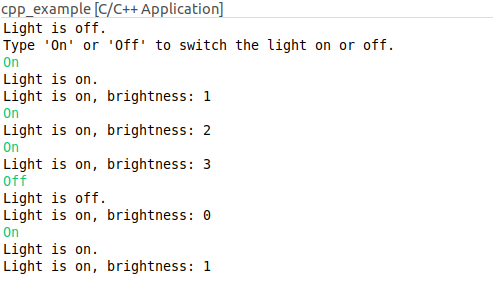 cpp_example [C/C++ Application]
Light is off.
Type 'On' or 'Off' to switch the light on or off.
On
Light is on.
Light is on, brightness: 1
On
Light is on, brightness: 2
On
Light is on, brightness: 3
Off
Light is off.
Light is on, brightness: 0
On
Light is on.
Light is on, brightness: 1